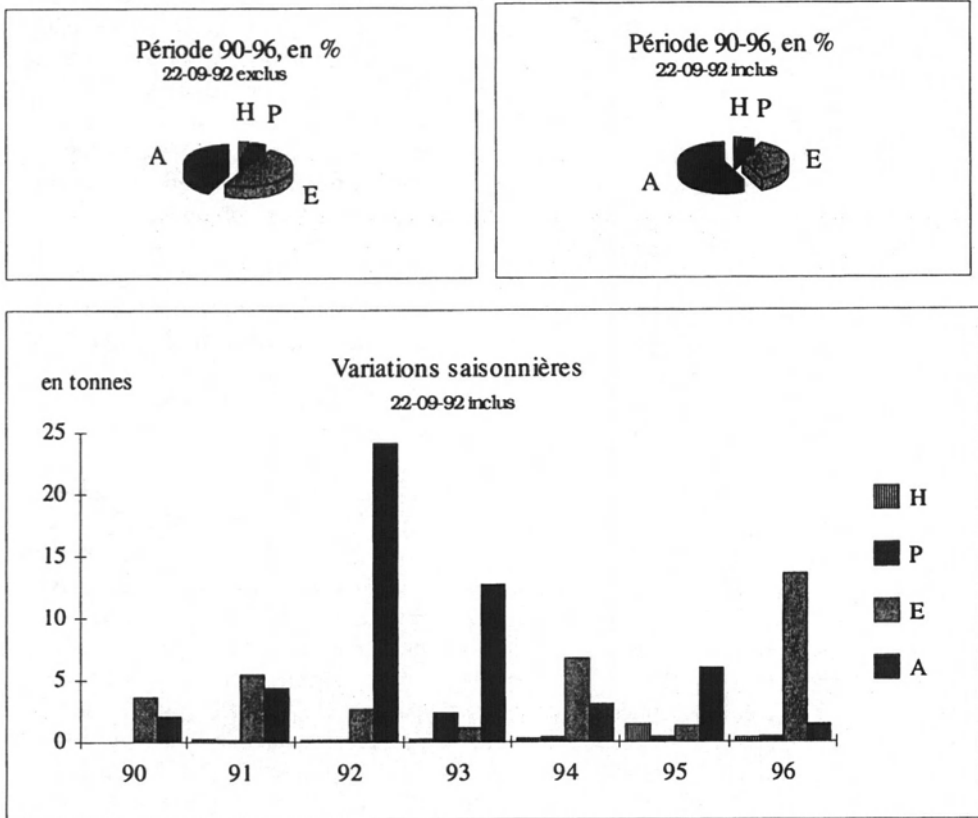 Période 90-96, en %
22-09-92 exclus
H P
A
E
Période 90-96, en %
22-09-92 inclus
H P
E
A
Variations saisonnières
22-09-92 inclus
en tonnes
25
20
15
10
5
0
90 91 92 93 94 95 96
H
P
E
A